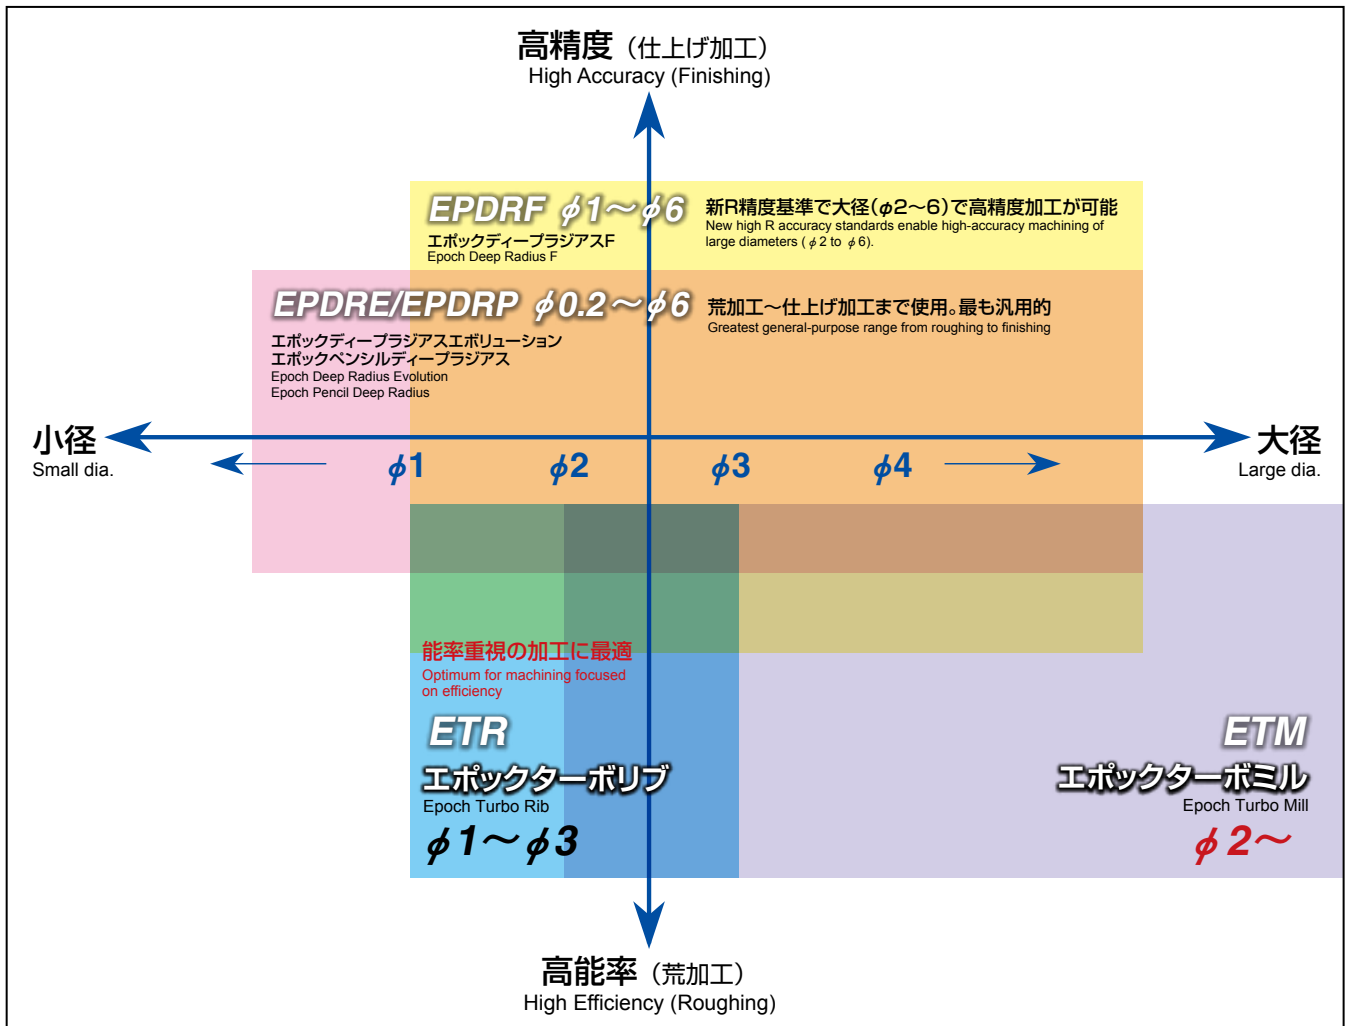 高精度（仕上げ加工）
High Accuracy (Finishing)
EPDRF φ1～φ6
エポックディープラジアスF
Epoch Deep Radius F
新R精度基準で大径(φ2～6)で高精度加工が可能
New high R accuracy standards enable high-accuracy machining of
large diameters (φ2 to φ6).
EPDRE/EPDRP φ0.2～φ6
エポックディープラジアスエボリューション
エポックペンシルディープラジアス
Epoch Deep Radius Evolution
Epoch Pencil Deep Radius
荒加工～仕上げ加工まで使用。最も汎用的
Greatest general-purpose range from roughing to finishing
小径
Small dia.
大径
Large dia.
φ1 φ2 φ3 φ4
能率重視の加工に最適
Optimum for machining focused
on efficiency
ETR
エポックターボリブ
Epoch Turbo Rib
φ1～φ3
ETM
エポックターボミル
Epoch Turbo Mill
φ2～
高能率（荒加工）
High Efficiency (Roughing)